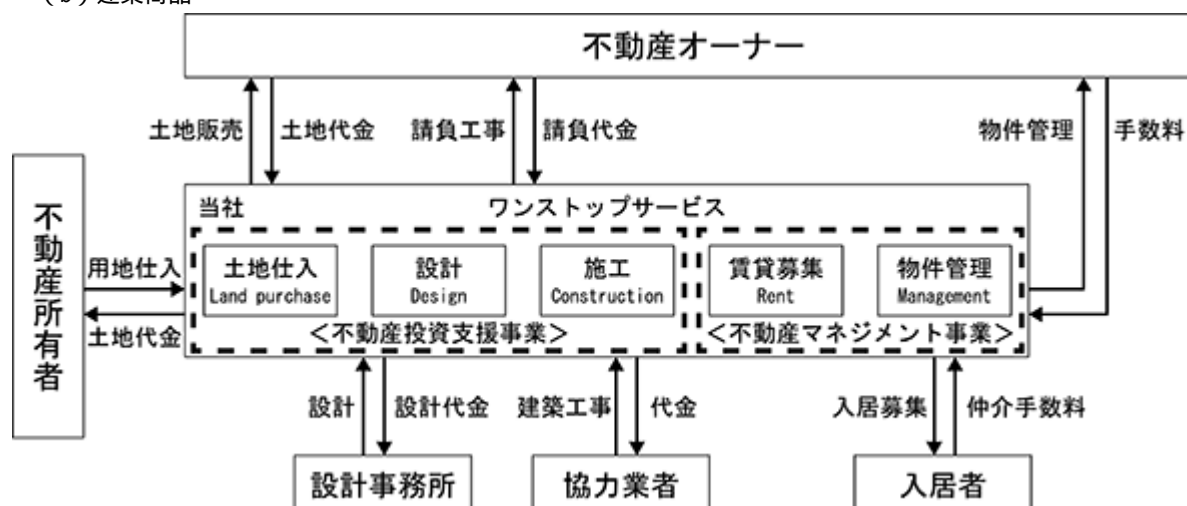 不動産オーナー
土地販売 土地代金 請負工事 請負代金 物件管理 手数料
当社 ワンストップサービス
不動産所有者
用地仕入
土地代金
土地仕入 設計 施工 賃貸募集 物件管理
Land purchase Design Construction Rent Management
<不動産投資支援事業> <不動産マネジメント事業>
設計 設計代金 建築工事 代金 入居募集 仲介手数料
設計事務所 協力業者 入居者